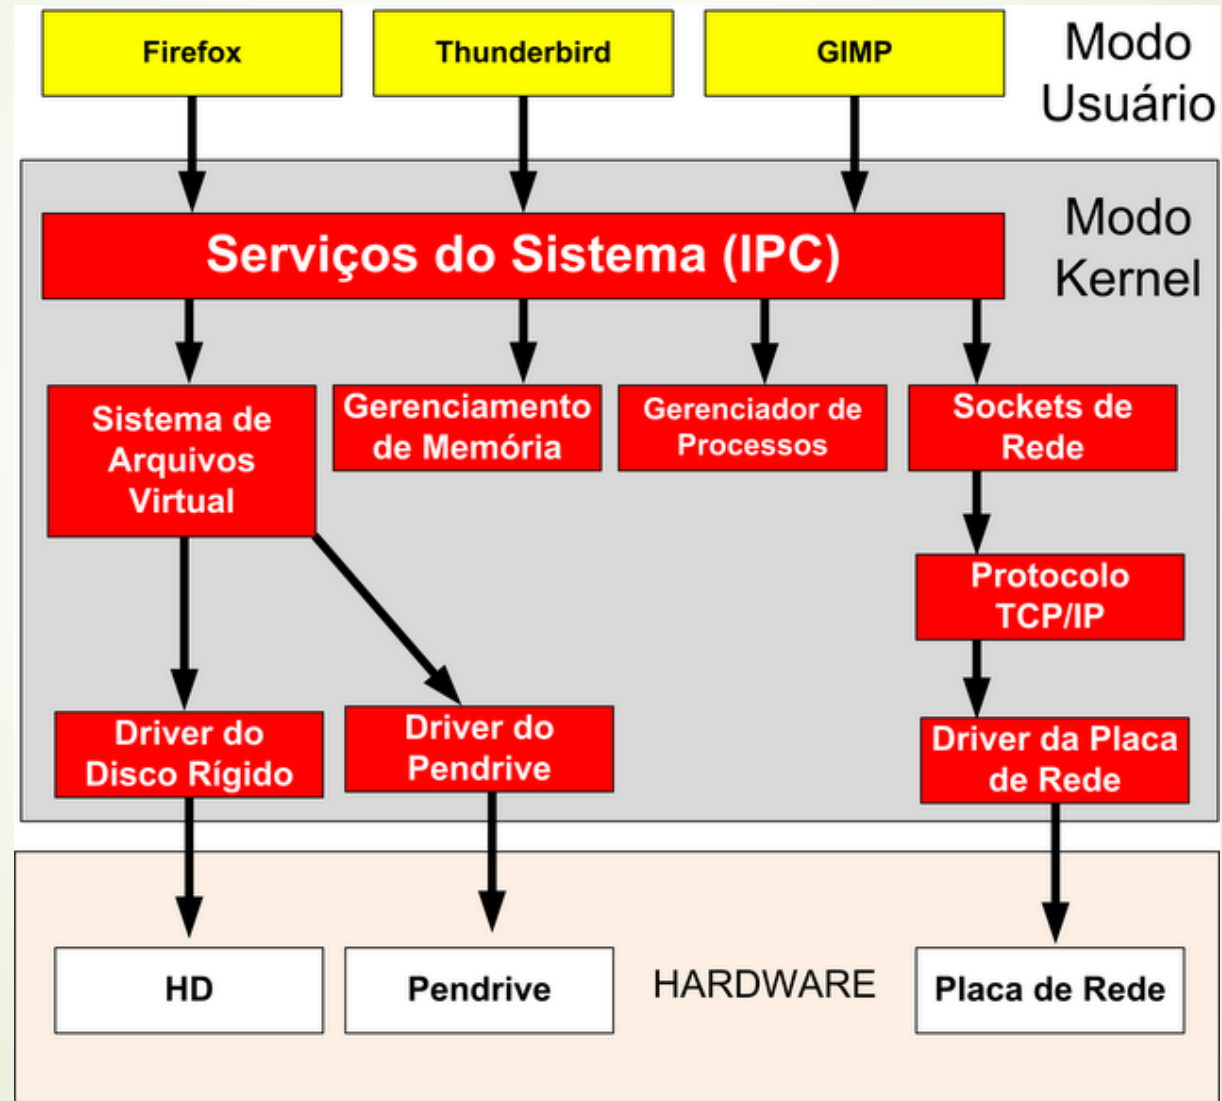 Firefox
Thunderbird
GIMP
Modo
Usuário
Modo
Kernel
Serviços do Sistema (IPC)
Sistema de
Arquivos
Virtual
Gerenciamento
de Memória
Gerenciador de
Processos
Sockets de
Rede
Protocolo
TCP/IP
Driver do
Disco Rígido
Driver do
Pendrive
Driver da Placa
de Rede
HD
Pendrive
HARDWARE
Placa de Rede